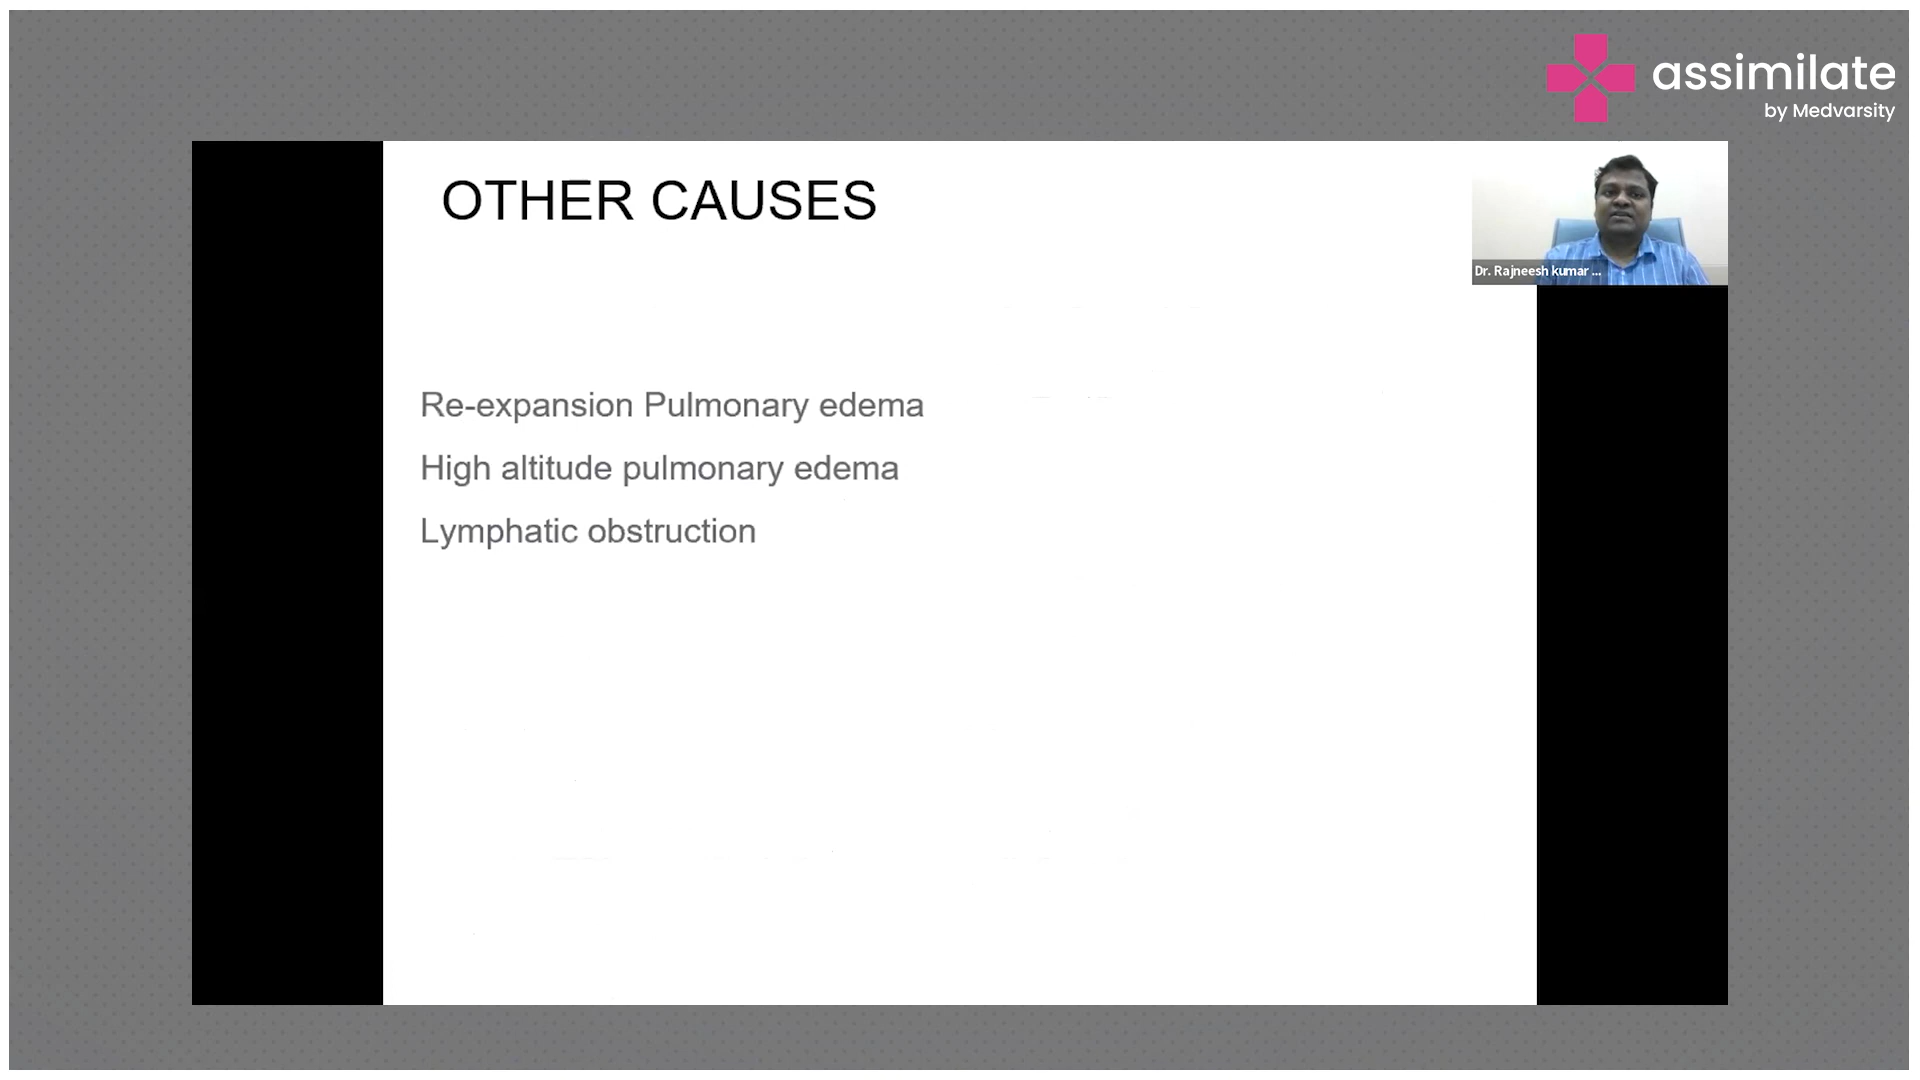 assimilate
by Medvarsity
OTHER CAUSES
Dr. Rajneesh kumar ...
Re-expansion Pulmonary edema
High altitude pulmonary edema
Lymphatic obstruction